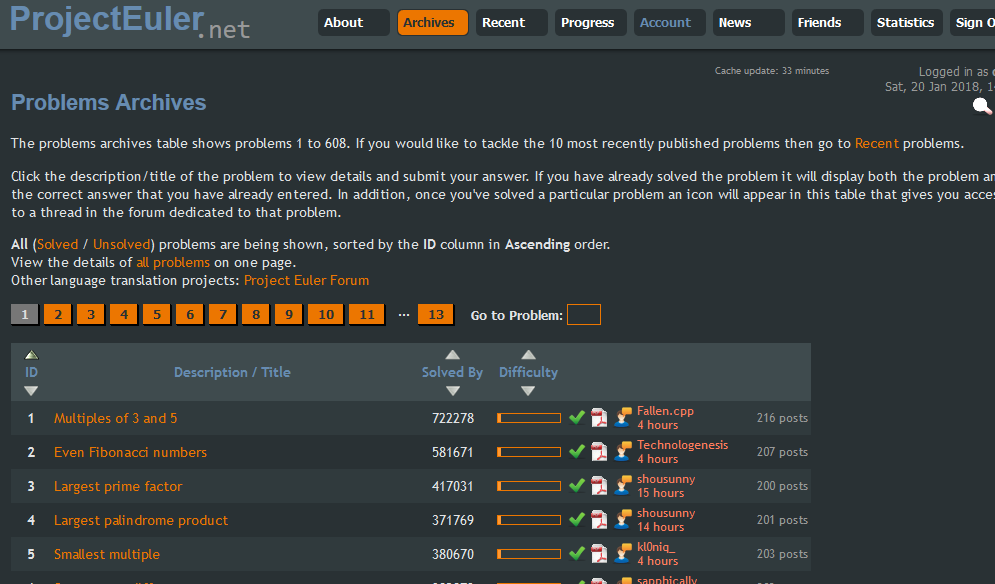 ProjectEuler.net
About Archives Recent Progress Account News Friends Statistics Sign O
Cache update: 33 minutes
Logged in as
Sat, 20 Jan 2018, 1
Problems Archives
The problems archives table shows problems 1 to 608. If you would like to tackle the 10 most recently published problems then go to Recent problems.
Click the description/title of the problem to view details and submit your answer. If you have already solved the problem it will display both the problem an
the correct answer that you have already entered. In addition, once you've solved a particular problem an icon will appear in this table that gives you acces
to a thread in the forum dedicated to that problem.
All (Solved / Unsolved) problems are being shown, sorted by the ID column in Ascending order.
View the details of all problems on one page.
Other language translation projects: Project Euler Forum
1 2 3 4 5 6 7 8 9 10 11 ... 13 Go to Problem:
ID Description / Title Solved By Difficulty
1 Multiples of 3 and 5 722278 Fallen.cpp 216 posts
4 hours
2 Even Fibonacci numbers 581671 Technologenesis 207 posts
4 hours
3 Largest prime factor 417031 shousunny 200 posts
15 hours
4 Largest palindrome product 371769 shousunny 201 posts
14 hours
5 Smallest multiple 380670 kl0niq_ 203 posts
4 hours
sapphically